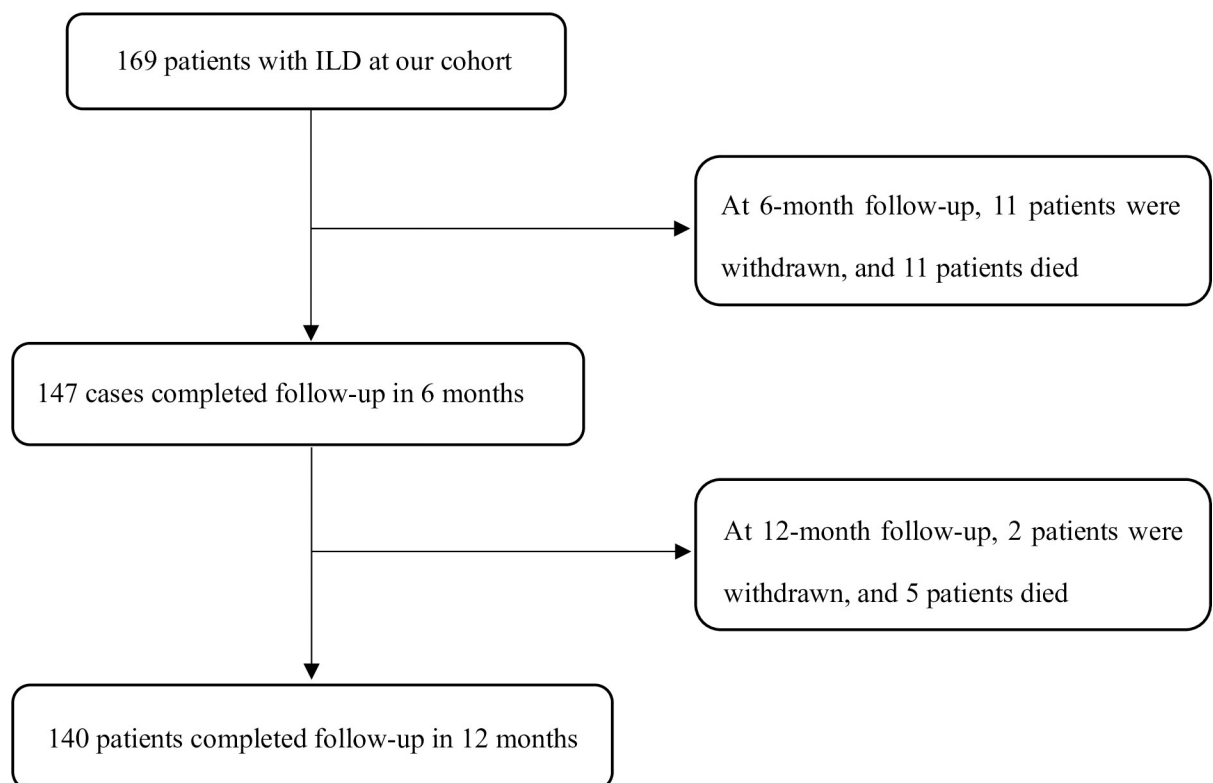 169 patients with ILD at our cohort
At 6-month follow-up, 11 patients were
withdrawn, and 11 patients died
147 cases completed follow-up in 6 months
At 12-month follow-up, 2 patients were
withdrawn, and 5 patients died
140 patients completed follow-up in 12 months